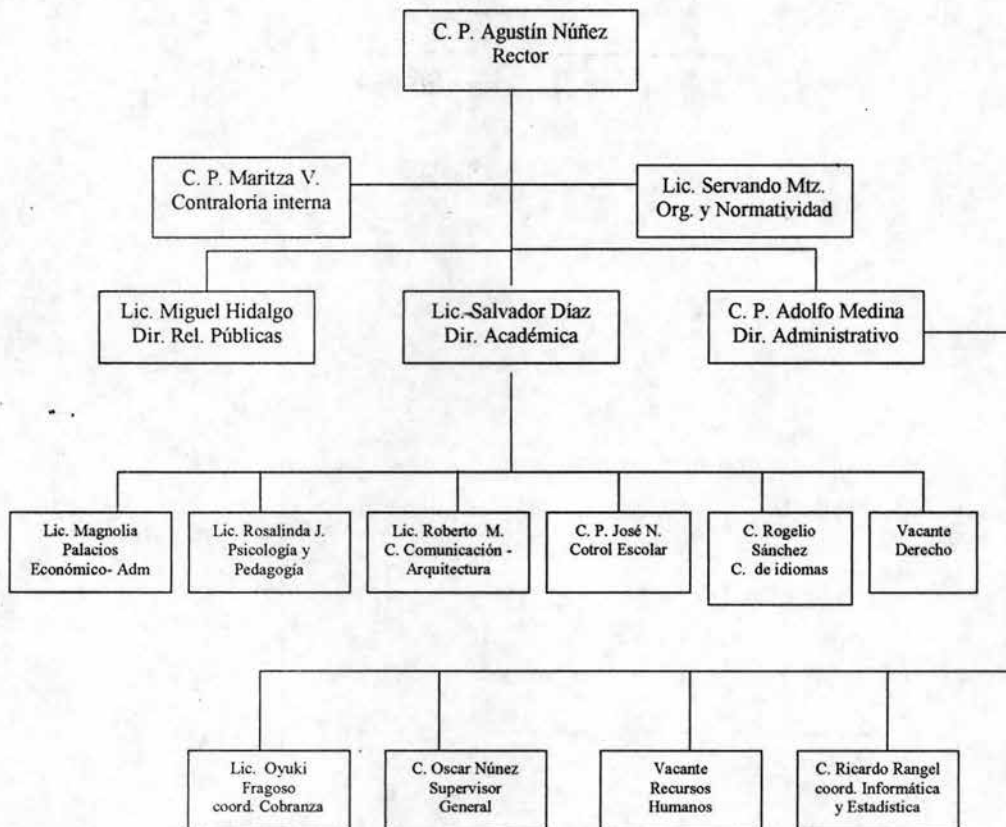 C. P. Agustín Núñez
Rector
C. P. Maritza V.
Contraloría interna
Lic. Servando Mtz.
Org. y Normatividad
Lic. Miguel Hidalgo
Dir. Rel. Públicas
Lic. Salvador Díaz
Dir. Académica
C. P. Adolfo Medina
Dir. Administrativo
Lic. Magnolia
Palacios
Económico- Adm
Lic. Rosalinda J.
Psicología y
Pedagogía
Lic. Roberto M.
C. Comunicación -
Arquitectura
C. P. José N.
Cotrol Escolar
C. Rogelio
Sánchez
C. de idiomas
Vacante
Derecho
Lic. Oyuki
Fragoso
coord. Cobranza
C. Oscar Núnez
Supervisor
General
Vacante
Recursos
Humanos
C. Ricardo Rangel
coord. Informática
y Estadística